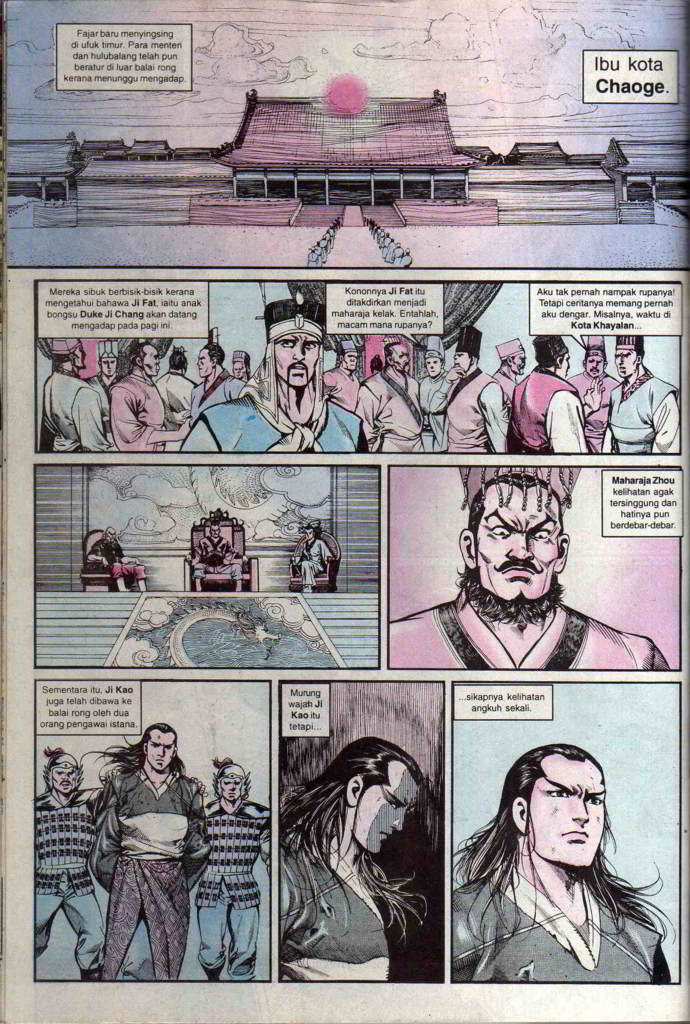 Fajar baru menyingsing
di ufuk timur. Para menteri
dan hulubalang telah pun
beratur di luar balai rong
kerana menunggu mengadap.
Ibu kota
Chaoge.
Mereka sibuk berbisik-bisik kerana
mengetahui bahawa Ji Fat, iaitu anak
bongsu Duke Ji Chang akan datang
mengadap pada pagi ini.
Kononnya Ji Fat itu
ditakdirkan menjadi
maharaja kelak. Entahlah,
macam mana rupanya?
Aku tak pernah nampak rupanya!
Tetapi ceritanya memang pernah
aku dengar. Misalnya, waktu di
Kota Khayalan...
Maharaja Zhou
kelihatan agak
tersinggung dan
hatinya pun
berdebar-debar.
Sementara itu, Ji Kao
juga telah dibawa ke
balai rong oleh dua
orang pengawai istana.
Murung
wajah Ji
Kao itu
tetapi...
...sikapnya kelihatan
angkuh sekali.